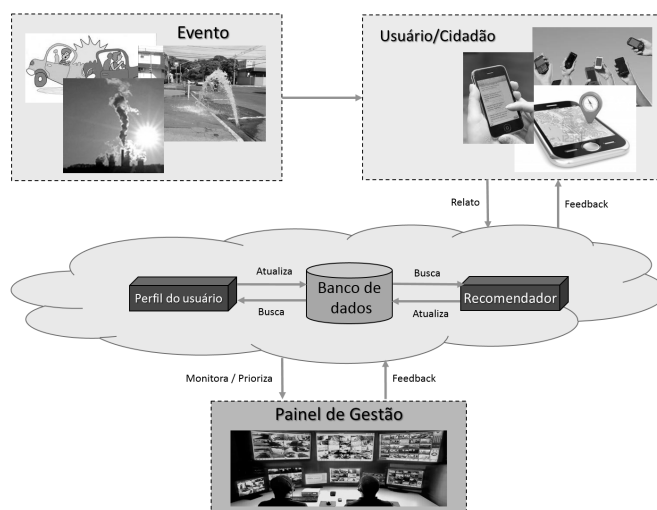 Evento
Usuário/Cidadão
Relato
Feedback
Atualiza
Busca
Perfil do usuário
Banco de
dados
Recomendador
Busca
Atualiza
Monitora / Prioriza
Feedback
Painel de Gestão